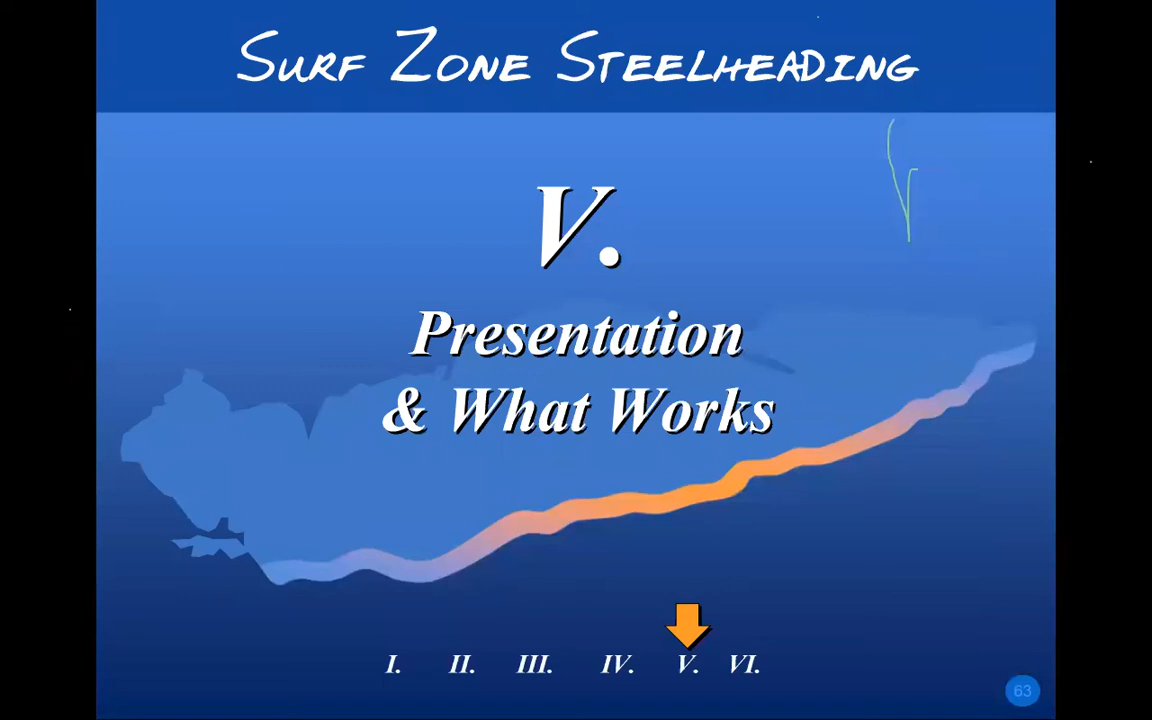 SURF ZONE STEELHEADING
V.
Presentation
& What Works
I. II. III. IV. V. VI.
63